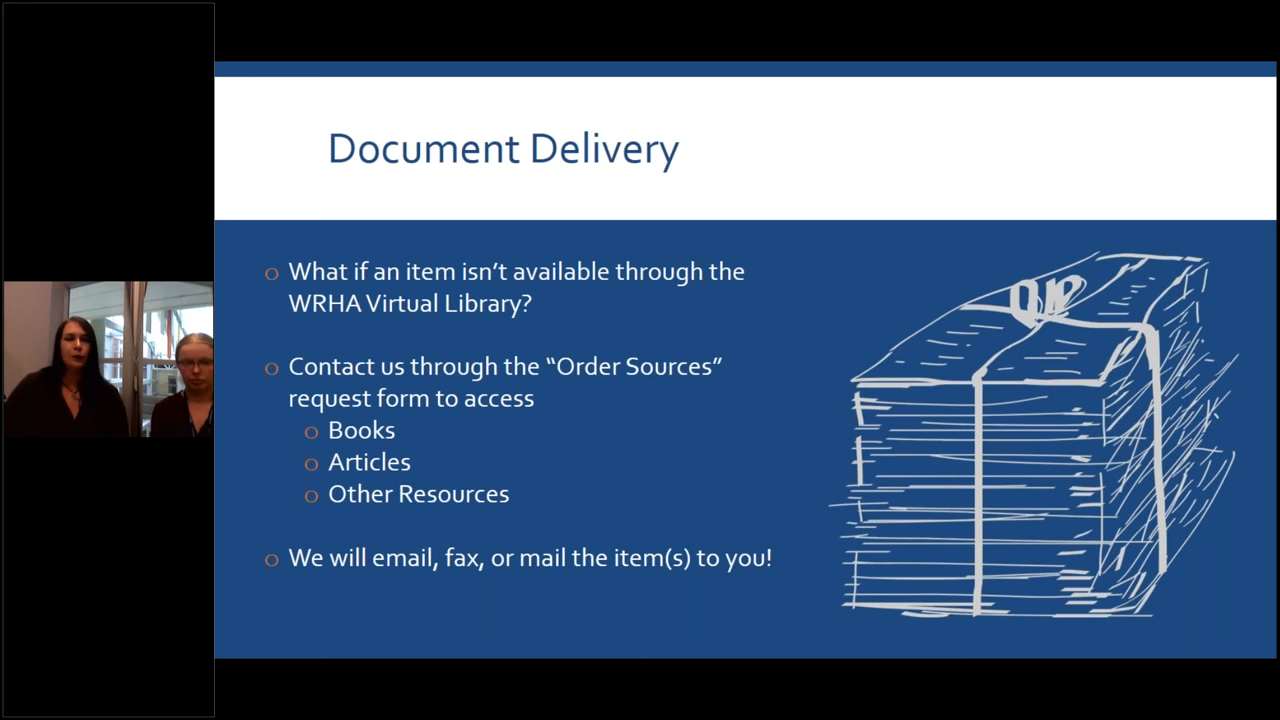 Document Delivery
o What if an item isn't available through the
WRHA Virtual Library?
o Contact us through the “Order Sources”
request form to access
o Books
o Articles
o Other Resources
o We will email, fax, or mail the item(s) to you!